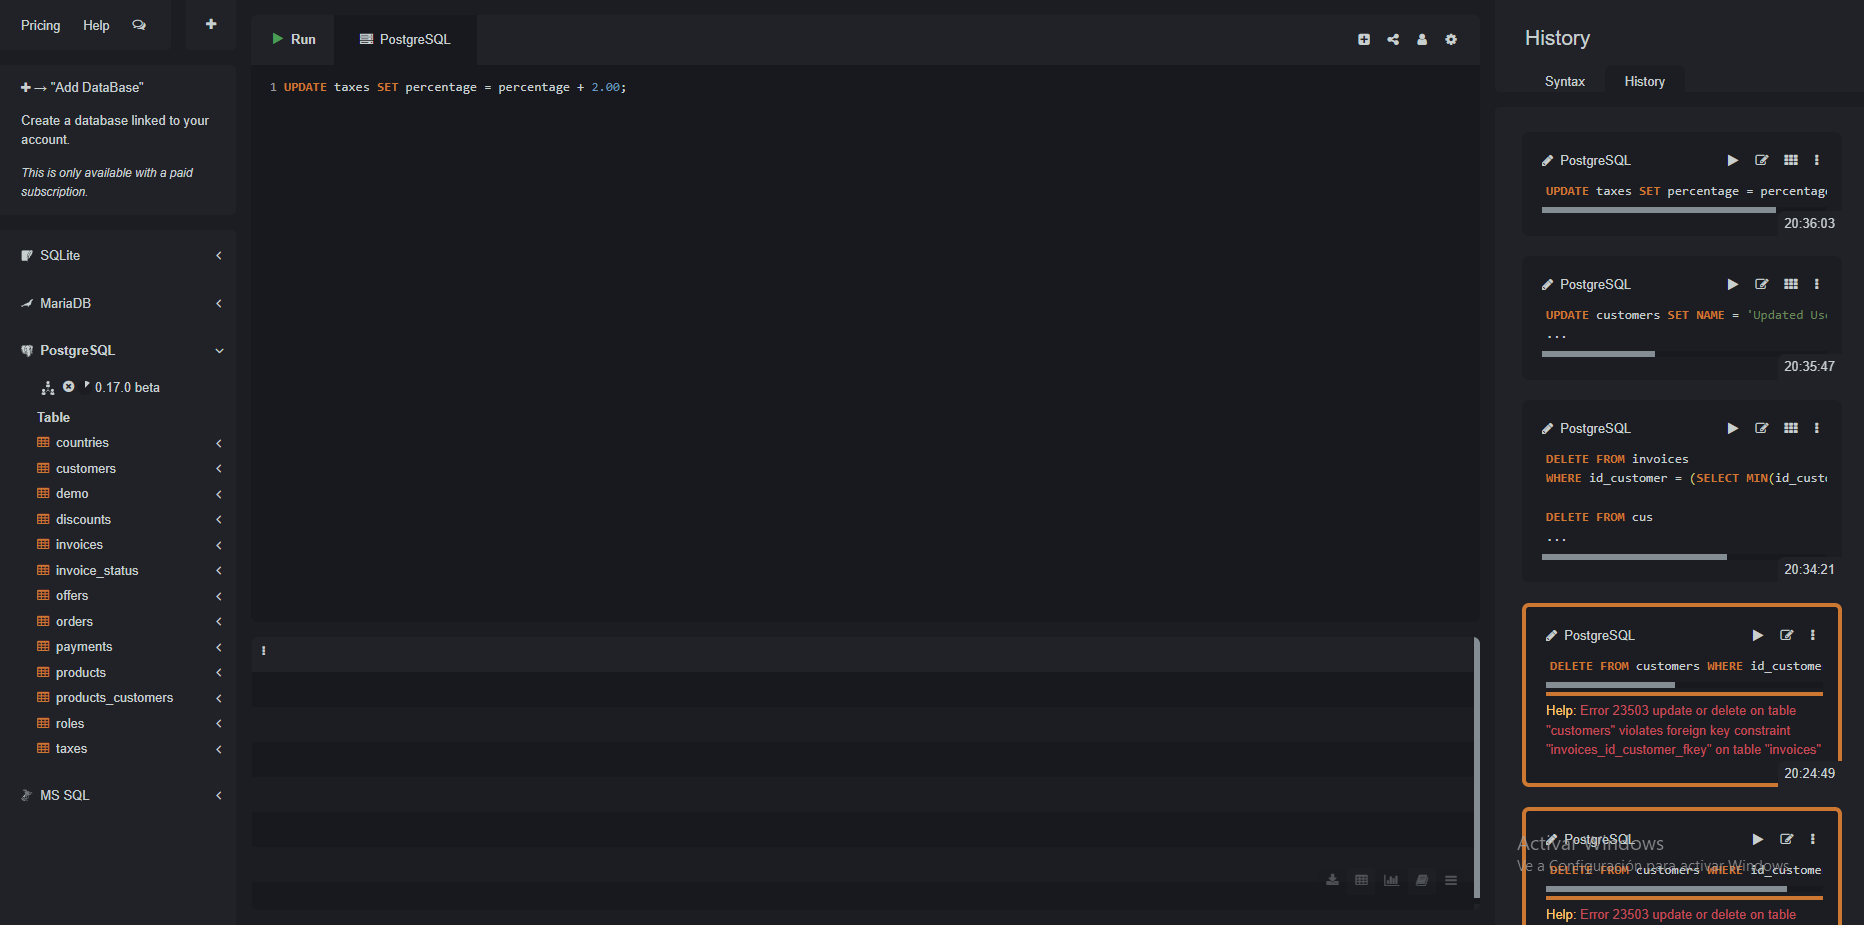 Pricing Help
→ "Add DataBase"
Create a database linked to your
account.
This is only available with a paid
subscription.
SQLite
MariaDB
PostgreSQL
0.17.0 beta
Table
countries
customers
demo
discounts
invoices
invoice_status
offers
orders
payments
products
products_customers
roles
taxes
MS SQL
Run PostgreSQL
1 UPDATE taxes SET percentage = percentage + 2.00;
History
Syntax History
PostgreSQL
UPDATE taxes SET percentage = percentag
20:36:03
PostgreSQL
UPDATE customers SET NAME = 'Updated Us
...
20:35:47
PostgreSQL
DELETE FROM invoices
WHERE id_customer = (SELECT MIN(id_cust
DELETE FROM cus
...
20:34:21
PostgreSQL
DELETE FROM customers WHERE id_custome
Help: Error 23503 update or delete on table
"customers" violates foreign key constraint
"invoices_id_customer_fkey" on table "invoices"
20:24:49
PostgreSQL
Activar Windows
Ve a Configuración para activar Windows.
DELETE FROM customers WHERE id_custome
Help: Error 23503 update or delete on table